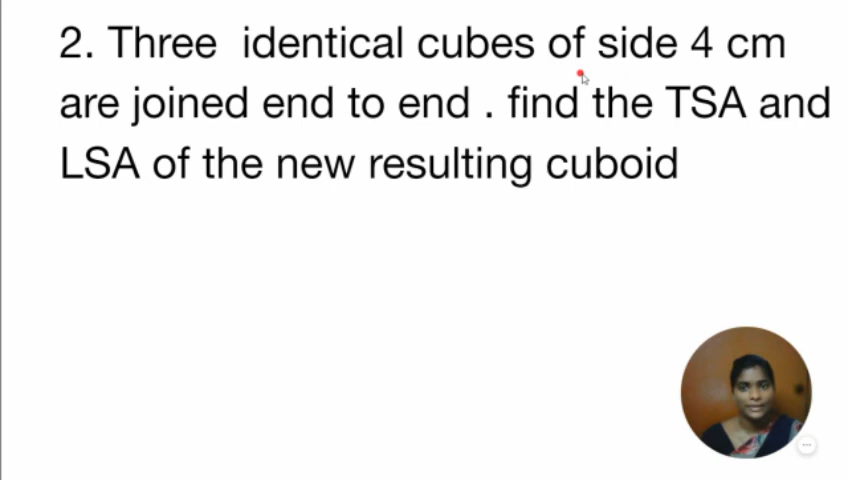 2. Three identical cubes of side 4 cm
are joined end to end . find the TSA and
LSA of the new resulting cuboid